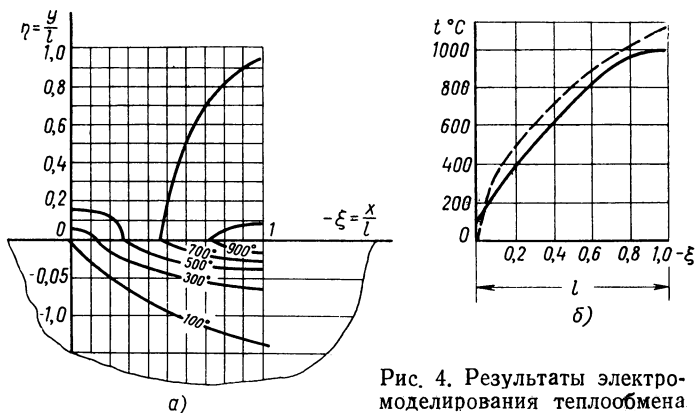 η=y/l
1,0
0,8
0,6
0,4
0,2
0
1
-ξ=x/l
-0,05
-1,0
700°
900°
500°
300°
100°
а)
t°C
1000
800
600
400
200
0
0,2 0,4 0,6 0,8 1,0 -ξ
l
б)
Рис. 4. Результаты электро-
моделирования теплообмена